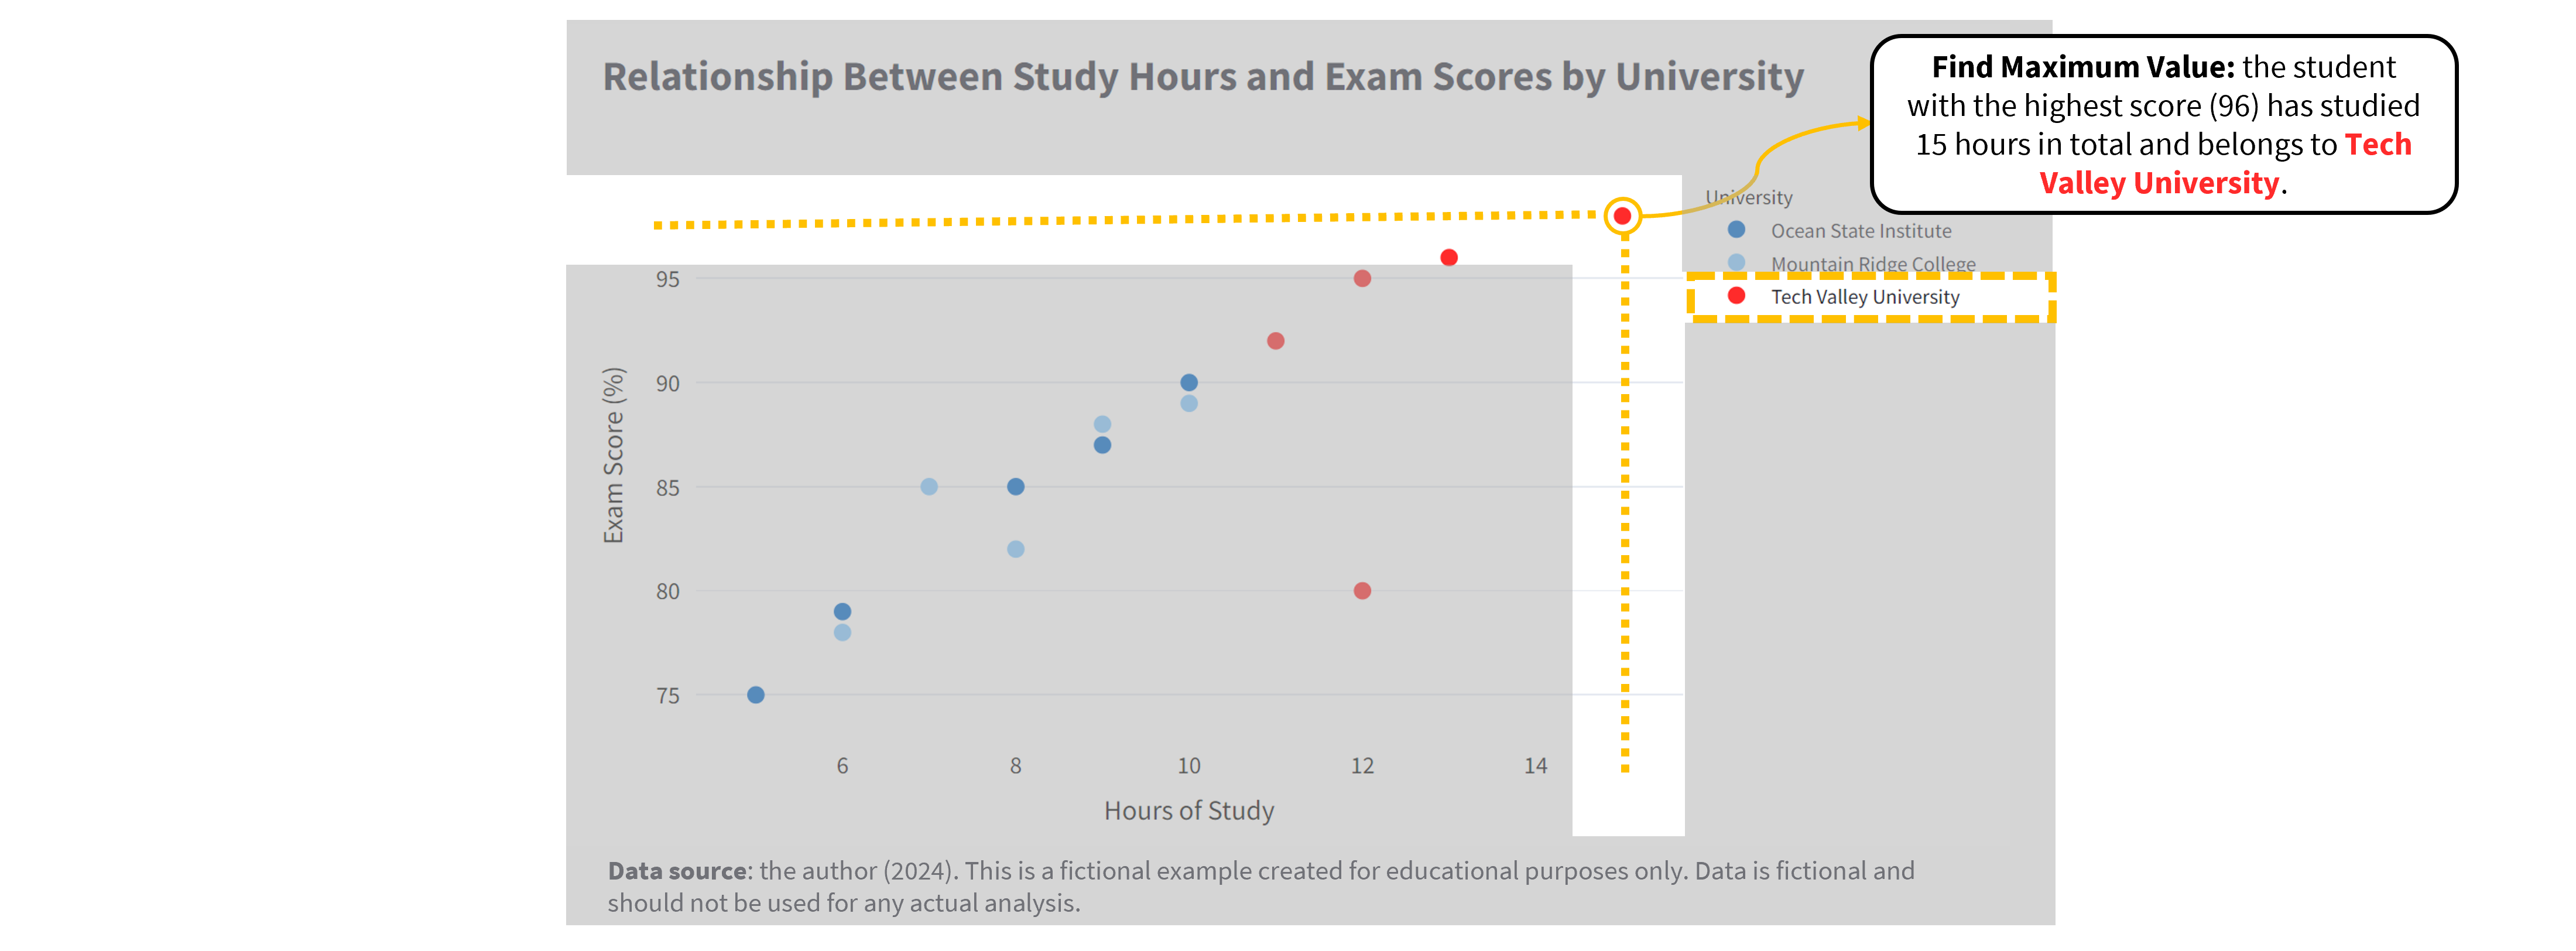 Relationship Between Study Hours and Exam Scores by University
Find Maximum Value: the student
with the highest score (96) has studied
15 hours in total and belongs to Tech
Valley University.
University
Ocean State Institute
Mountain Ridge College
Tech Valley University
Exam Score (%)
95
90
85
80
75
6 8 10 12 14
Hours of Study
Data source: the author (2024). This is a fictional example created for educational purposes only. Data is fictional and
should not be used for any actual analysis.